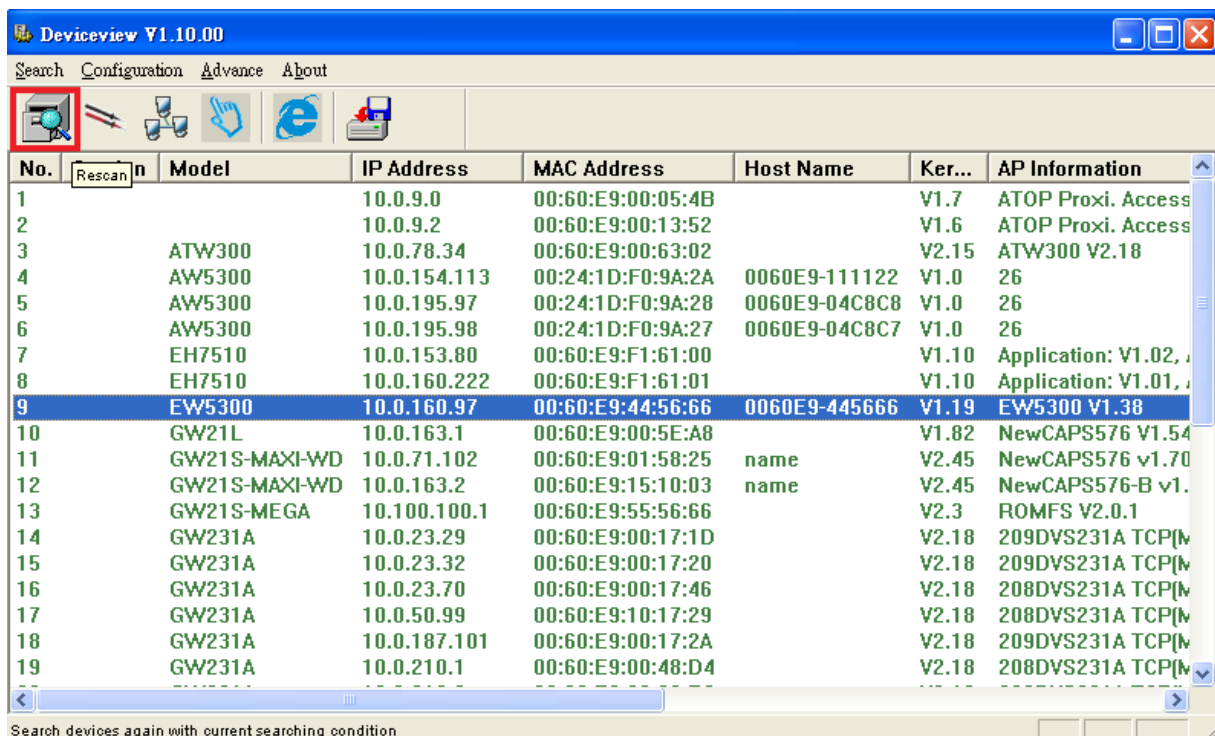 Deviceview V1.10.00
Search Configuration Advance About
No. n Model IP Address MAC Address Host Name Ker... AP Information
Rescan
1 10.0.9.0 00:60:E9:00:05:4B V1.7 ATOP Proxi. Access
2 10.0.9.2 00:60:E9:00:13:52 V1.6 ATOP Proxi. Access
3 ATW300 10.0.78.34 00:60:E9:00:63:02 V2.15 ATW300 V2.18
4 AW5300 10.0.154.113 00:24:1D:F0:9A:2A 0060E9-111122 V1.0 26
5 AW5300 10.0.195.97 00:24:1D:F0:9A:28 0060E9-04C8C8 V1.0 26
6 AW5300 10.0.195.98 00:24:1D:F0:9A:27 0060E9-04C8C7 V1.0 26
7 EH7510 10.0.153.80 00:60:E9:F1:61:00 V1.10 Application: V1.02,
8 EH7510 10.0.160.222 00:60:E9:F1:61:01 V1.10 Application: V1.01,
9 EW5300 10.0.160.97 00:60:E9:44:56:66 0060E9-445666 V1.19 EW5300 V1.38
10 GW21L 10.0.163.1 00:60:E9:00:5E:A8 V1.82 NewCAPS576 V1.54
11 GW21S-MAXI-WD 10.0.71.102 00:60:E9:01:58:25 name V2.45 NewCAPS576 v1.70
12 GW21S-MAXI-WD 10.0.163.2 00:60:E9:15:10:03 name V2.45 NewCAPS576-B v1.
13 GW21S-MEGA 10.100.100.1 00:60:E9:55:56:66 V2.3 ROMFS V2.0.1
14 GW231A 10.0.23.29 00:60:E9:00:17:1D V2.18 209DVS231A TCP(M
15 GW231A 10.0.23.32 00:60:E9:00:17:20 V2.18 209DVS231A TCP(M
16 GW231A 10.0.23.70 00:60:E9:00:17:46 V2.18 208DVS231A TCP(M
17 GW231A 10.0.50.99 00:60:E9:10:17:29 V2.18 208DVS231A TCP(M
18 GW231A 10.0.187.101 00:60:E9:00:17:2A V2.18 209DVS231A TCP(M
19 GW231A 10.0.210.1 00:60:E9:00:48:D4 V2.18 208DVS231A TCP(M
Search devices again with current searching condition